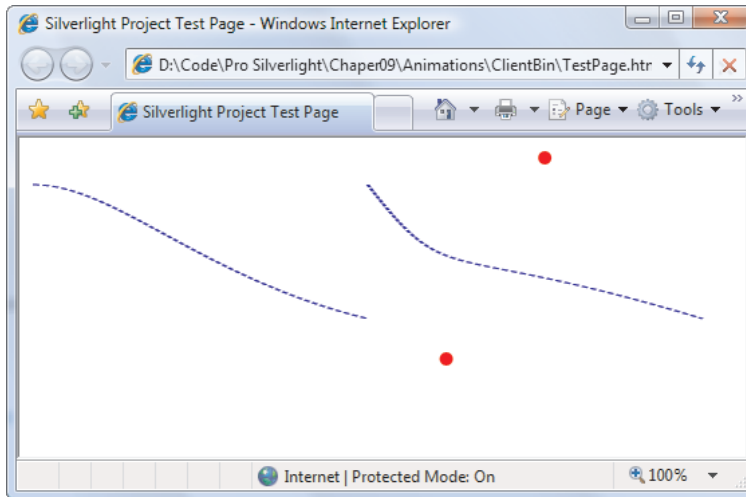 Silverlight Project Test Page - Windows Internet Explorer
D:\Code\Pro Silverlight\Chaper09\Animations\ClientBin\TestPage.htr
Silverlight Project Test Page
Page
Tools
Internet | Protected Mode: On
100%